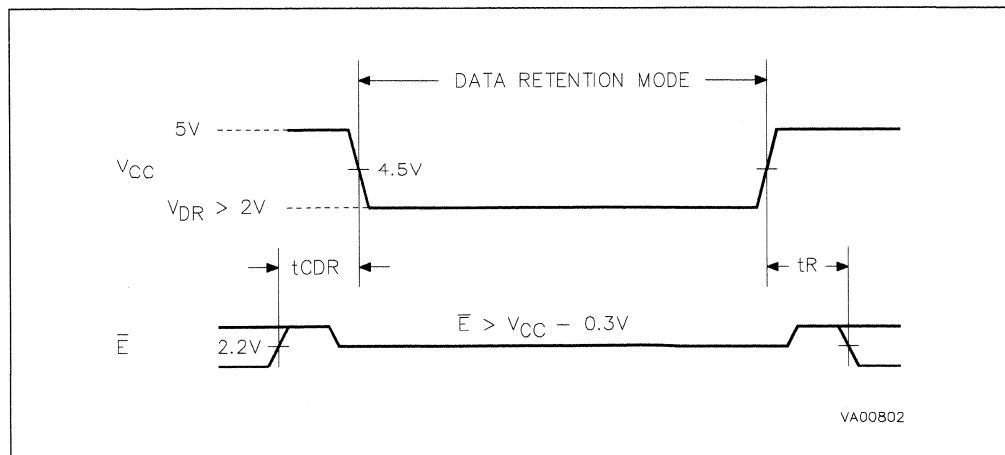 DATA RETENTION MODE
5V
VCC
4.5V
VDR > 2V
tCDR
tR
E̅ > VCC – 0.3V
E̅
2.2V
VA00802